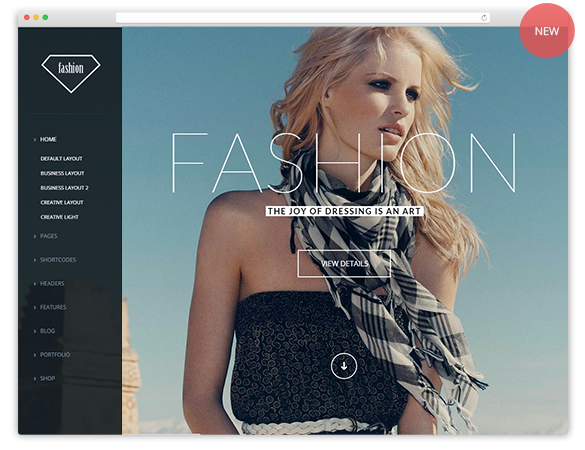 NEW
fashion
HOME
DEFAULT LAYOUT
BUSINESS LAYOUT
BUSINESS LAYOUT 2
CREATIVE LAYOUT
CREATIVE LIGHT
PAGES
SHORTCODES
HEADERS
FEATURES
BLOG
PORTFOLIO
SHOP
FASHION
THE JOY OF DRESSING IS AN ART
VIEW DETAILS